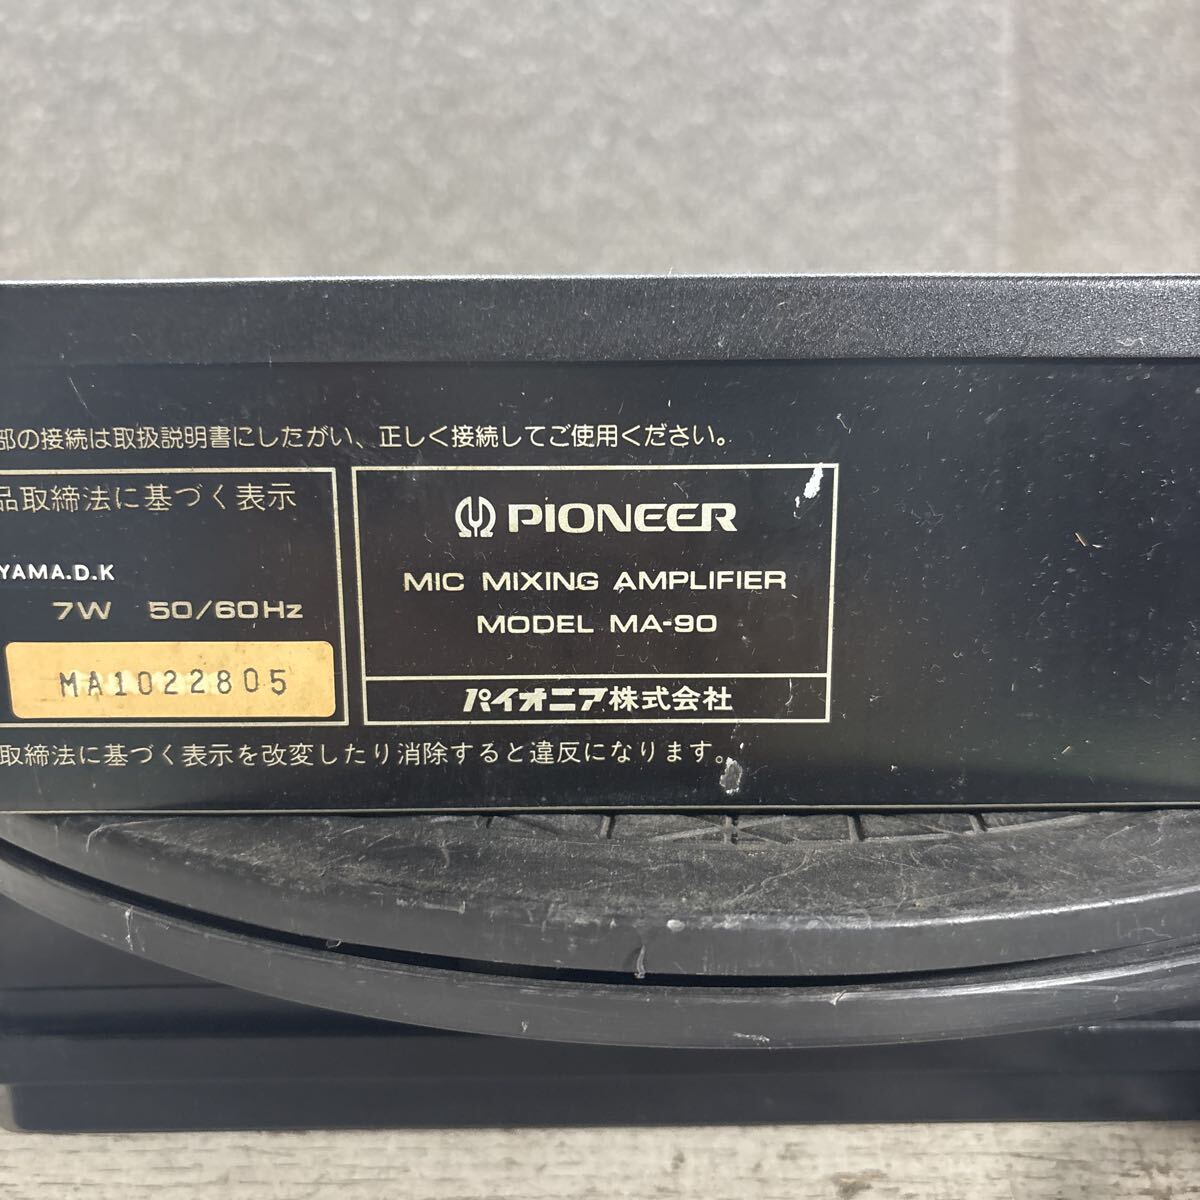 部の接続は取扱説明書にしたがい、正しく接続してご使用ください。
品取締法に基づく表示
YAMA.D.K
7W 50/60Hz
MA1022805
PIONEER
MIC MIXING AMPLIFIER
MODEL MA-90
パイオニア株式会社
取締法に基づく表示を改変したり消除すると違反になります。